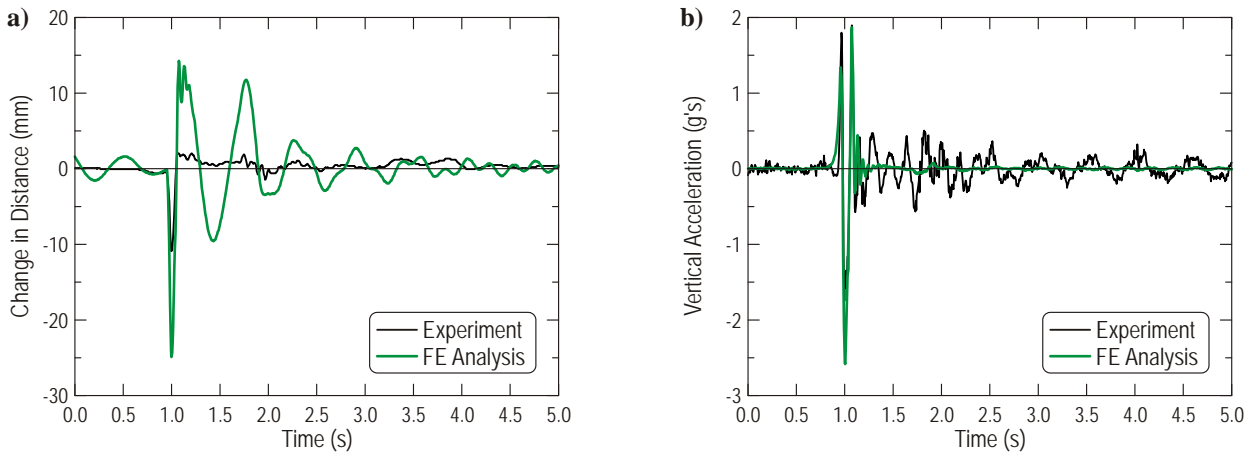 a)
20
10
0
-10
-20
-30
Change in Distance (mm)
0.0 0.5 1.0 1.5 2.0 2.5 3.0 3.5 4.0 4.5 5.0
Time (s)
Experiment
FE Analysis
b)
2
1
0
-1
-2
-3
Vertical Acceleration (g's)
0.0 0.5 1.0 1.5 2.0 2.5 3.0 3.5 4.0 4.5 5.0
Time (s)
Experiment
FE Analysis